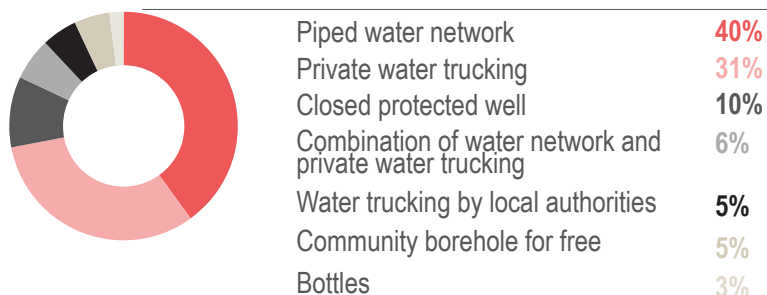 Piped water network 40%
Private water trucking 31%
Closed protected well 10%
Combination of water network and
private water trucking 6%
Water trucking by local authorities 5%
Community borehole for free 5%
Bottles 3%